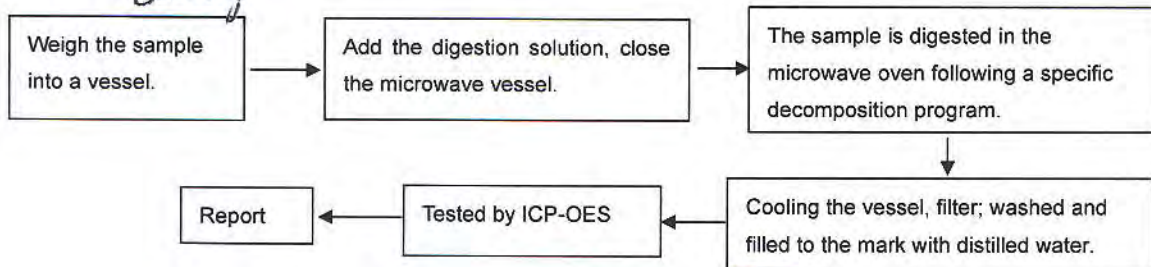 Weigh the sample
into a vessel.
Add the digestion solution, close
the microwave vessel.
The sample is digested in the
microwave oven following a specific
decomposition program.
Cooling the vessel, filter; washed and
filled to the mark with distilled water.
Tested by ICP-OES
Report